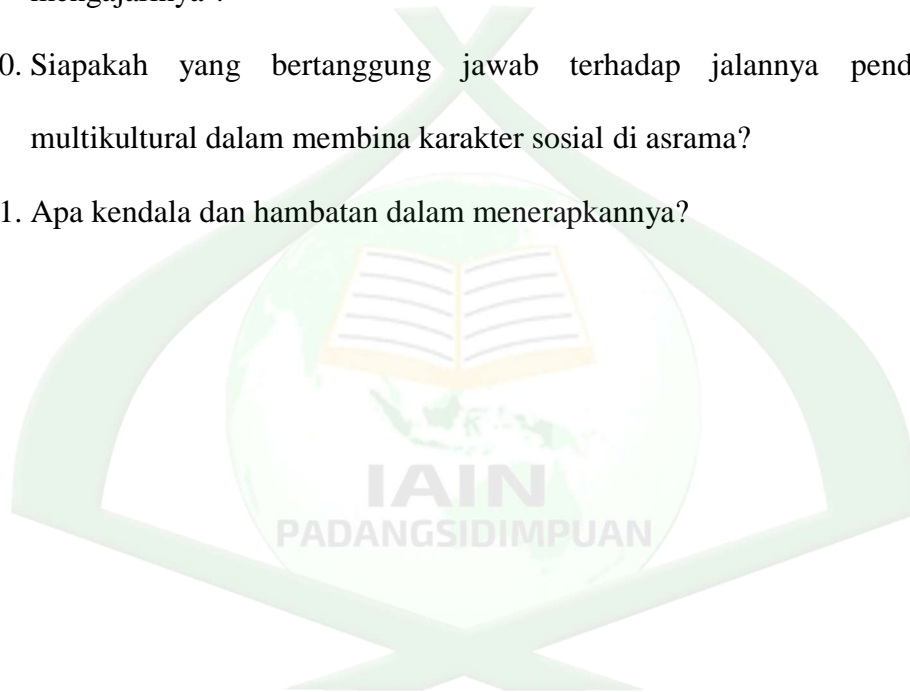 0. Siapakah yang bertanggung jawab terhadap jalannya pend
multikultural dalam membina karakter sosial di asrama?
1. Apa kendala dan hambatan dalam menerapkannya?
IAIN
PADANGSIDIMPUAN